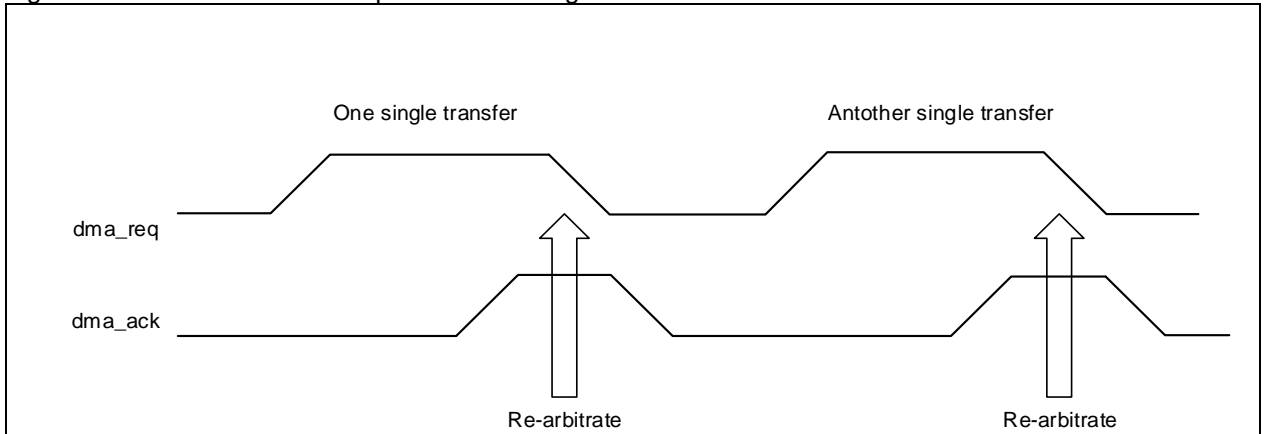 One single transfer
Antother single transfer
dma_req
dma_ack
Re-arbitrate
Re-arbitrate